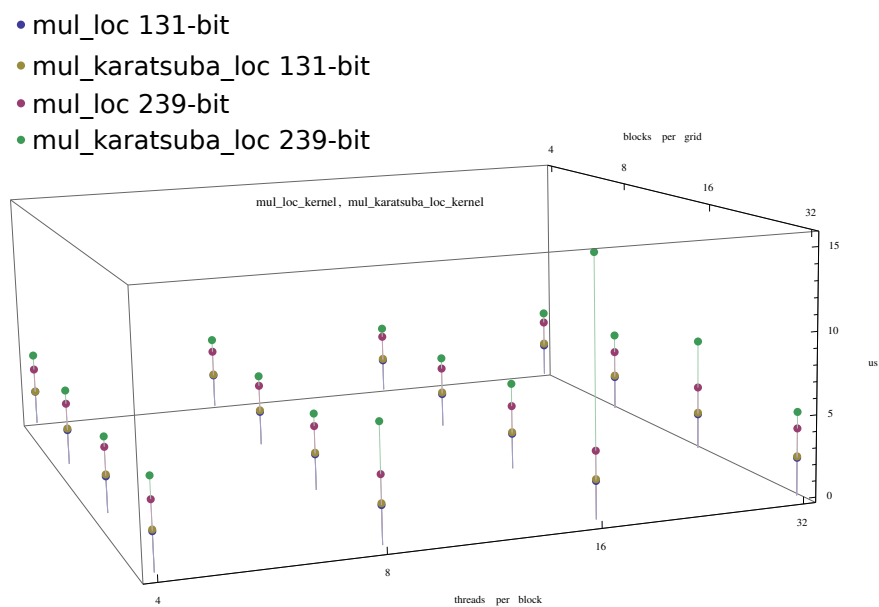 mul_loc 131-bit
mul_karatsuba_loc 131-bit
mul_loc 239-bit
mul_karatsuba_loc 239-bit
blocks per grid
4
8
16
32
mul_loc_kernel, mul_karatsuba_loc_kernel
15
10
us
5
0
32
16
8
4
threads per block